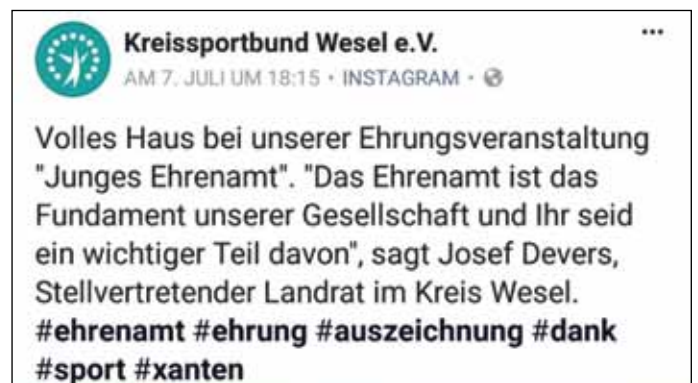 Kreissportbund Wesel e.V.
AM 7. JULI UM 18:15 • INSTAGRAM •
Volles Haus bei unserer Ehrungsveranstaltung
"Junges Ehrenamt". "Das Ehrenamt ist das
Fundament unserer Gesellschaft und Ihr seid
ein wichtiger Teil davon", sagt Josef Devers,
Stellvertretender Landrat im Kreis Wesel.
#ehrenamt #ehrung #auszeichnung #dank
#sport #xanten